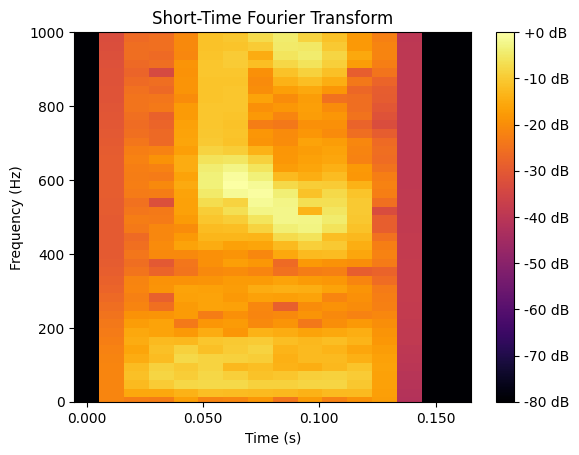 Short-Time Fourier Transform
1000
800
600
400
200
0
Frequency (Hz)
0.000
0.050
0.100
0.150
Time (s)
+0 dB
-10 dB
-20 dB
-30 dB
-40 dB
-50 dB
-60 dB
-70 dB
-80 dB